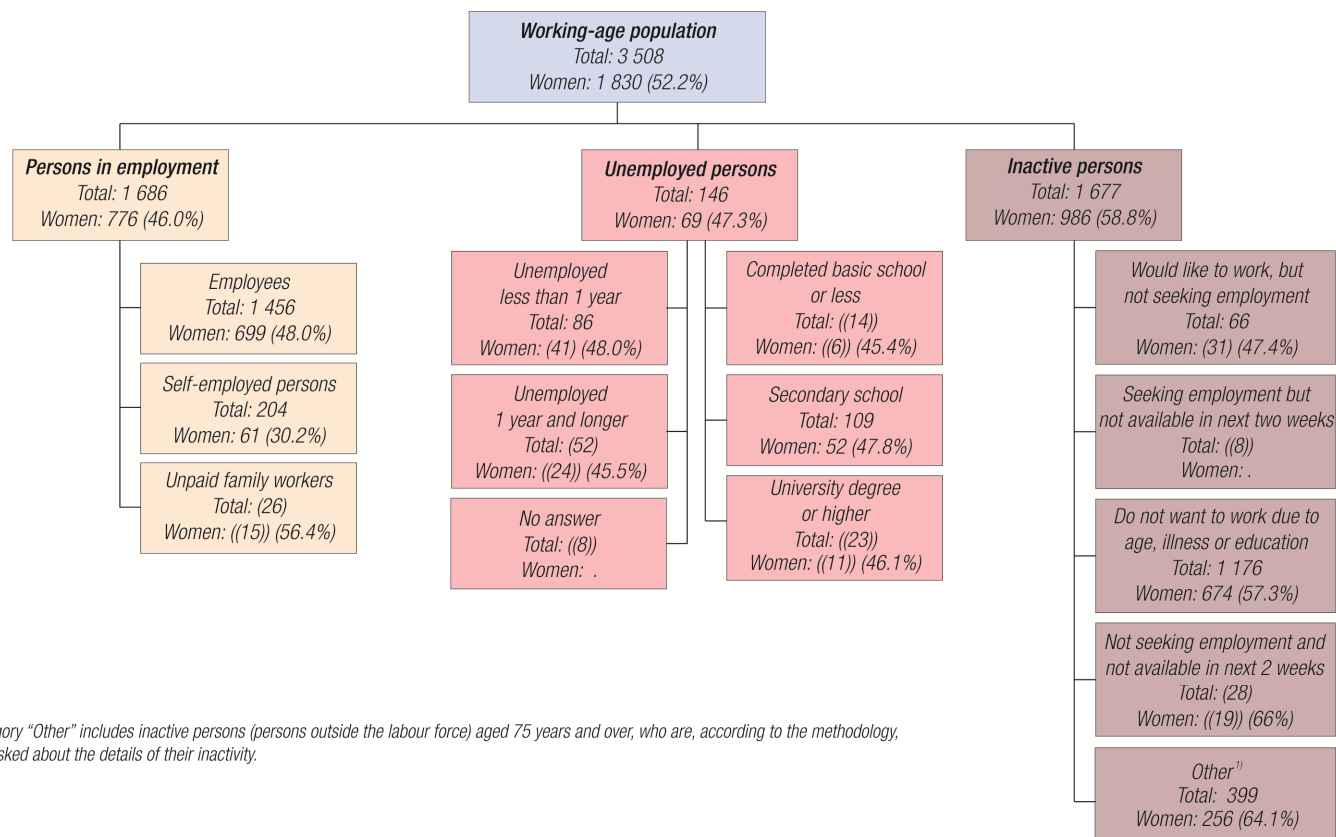 Working-age population
Total: 3 508
Women: 1 830 (52.2%)
Persons in employment
Total: 1 686
Women: 776 (46.0%)
Employees
Total: 1 456
Women: 699 (48.0%)
Self-employed persons
Total: 204
Women: 61 (30.2%)
Unpaid family workers
Total: (26)
Women: ((15)) (56.4%)
Unemployed persons
Total: 146
Women: 69 (47.3%)
Unemployed
less than 1 year
Total: 86
Women: (41) (48.0%)
Unemployed
1 year and longer
Total: (52)
Women: ((24)) (45.5%)
No answer
Total: ((8))
Women: .
Completed basic school
or less
Total: ((14))
Women: ((6)) (45.4%)
Secondary school
Total: 109
Women: 52 (47.8%)
University degree
or higher
Total: ((23))
Women: ((11)) (46.1%)
Inactive persons
Total: 1 677
Women: 986 (58.8%)
Would like to work, but
not seeking employment
Total: 66
Women: (31) (47.4%)
Seeking employment but
not available in next two weeks
Total: ((8))
Women: .
Do not want to work due to
age, illness or education
Total: 1 176
Women: 674 (57.3%)
Not seeking employment and
not available in next 2 weeks
Total: (28)
Women: ((19)) (66%)
Other 1)
Total: 399
Women: 256 (64.1%)
gory “Other” includes inactive persons (persons outside the labour force) aged 75 years and over, who are, according to the methodology,
sked about the details of their inactivity.